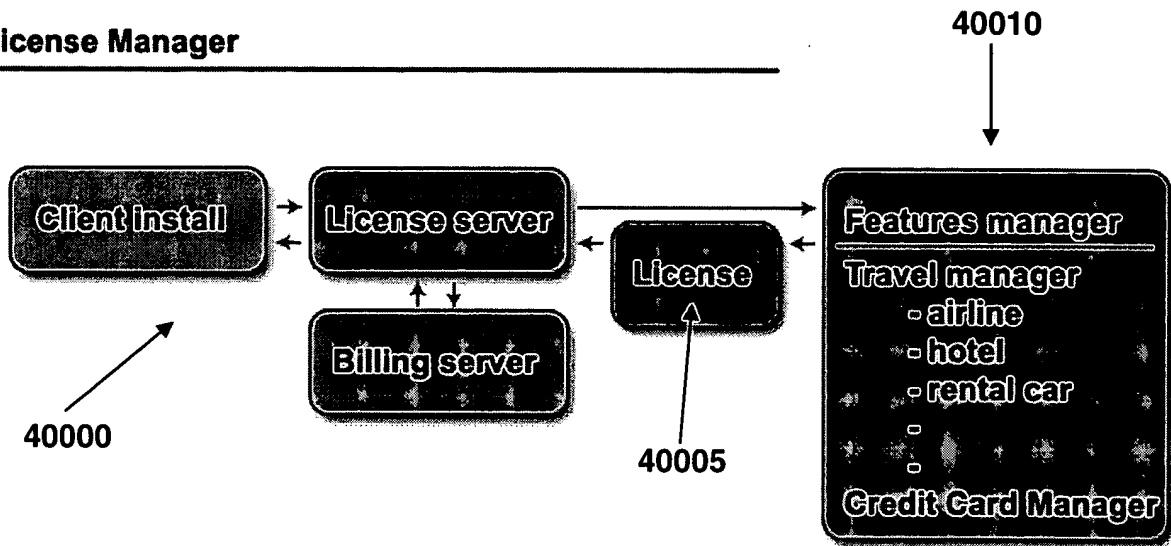 40010
icense Manager
Client install
License server
Features manager
License
Travel manager
- airline
- hotel
- rental car
-
-
Credit Card Manager
Billing server
40000
40005